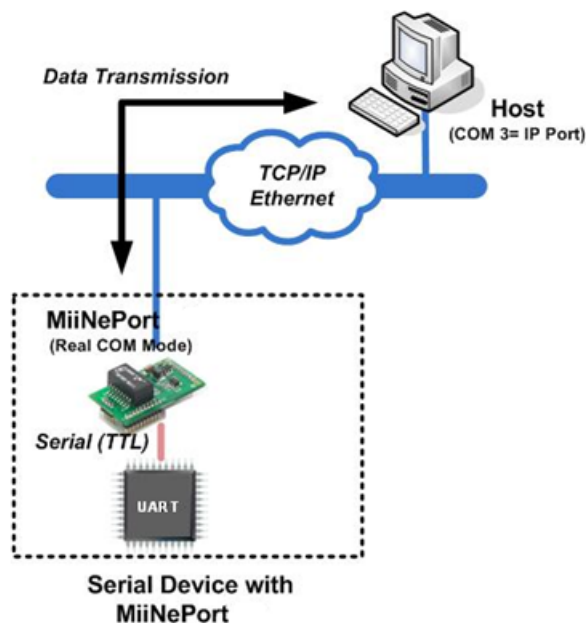 Data Transmission
Host
(COM 3= IP Port)
TCP/IP
Ethernet
MiiNePort
(Real COM Mode)
Serial (TTL)
UART
Serial Device with
MiiNePort